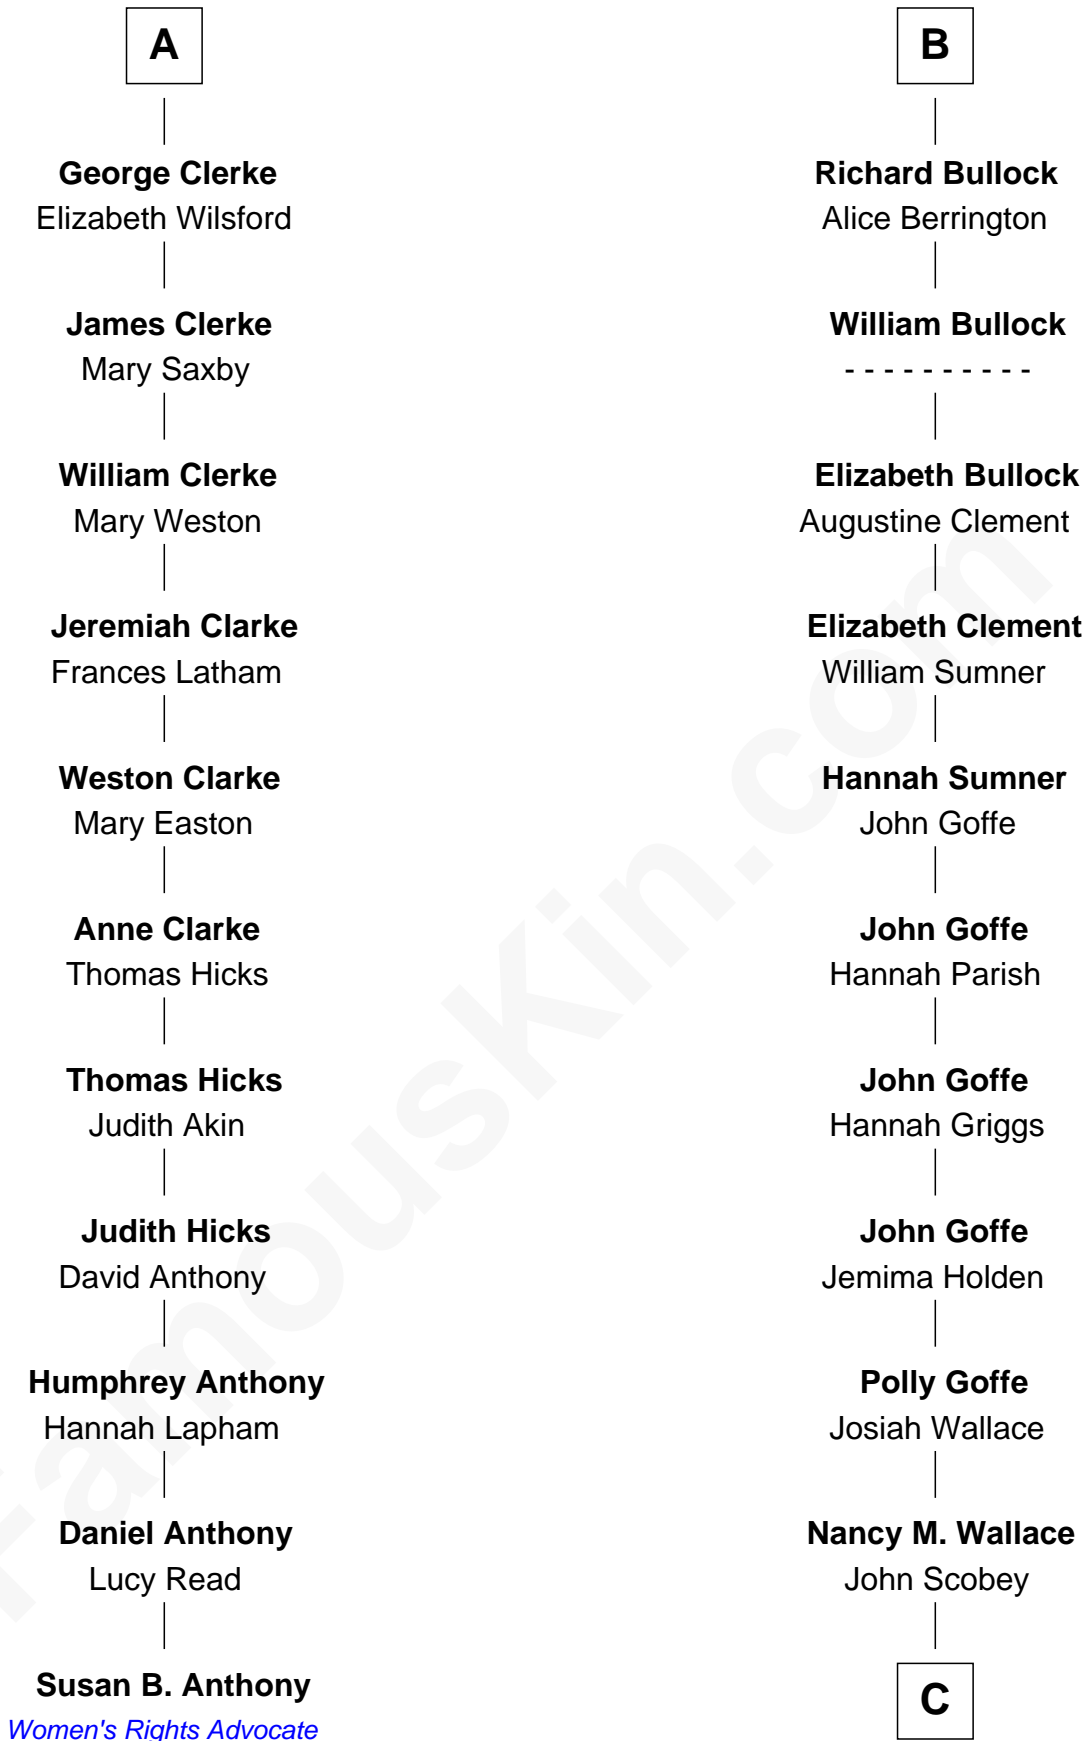 A
George Clerke
Elizabeth Wilsford
James Clerke
Mary Saxby
William Clerke
Mary Weston
Jeremiah Clarke
Frances Latham
Weston Clarke
Mary Easton
Anne Clarke
Thomas Hicks
Thomas Hicks
Judith Akin
Judith Hicks
David Anthony
Humphrey Anthony
Hannah Lapham
Daniel Anthony
Lucy Read
Susan B. Anthony
Women's Rights Advocate
B
Richard Bullock
Alice Berrington
William Bullock
- - - - - - - - - -
Elizabeth Bullock
Augustine Clement
Elizabeth Clement
William Sumner
Hannah Sumner
John Goffe
John Goffe
Hannah Parish
John Goffe
Hannah Griggs
John Goffe
Jemima Holden
Polly Goffe
Josiah Wallace
Nancy M. Wallace
John Scobey
C
FamousKin.com